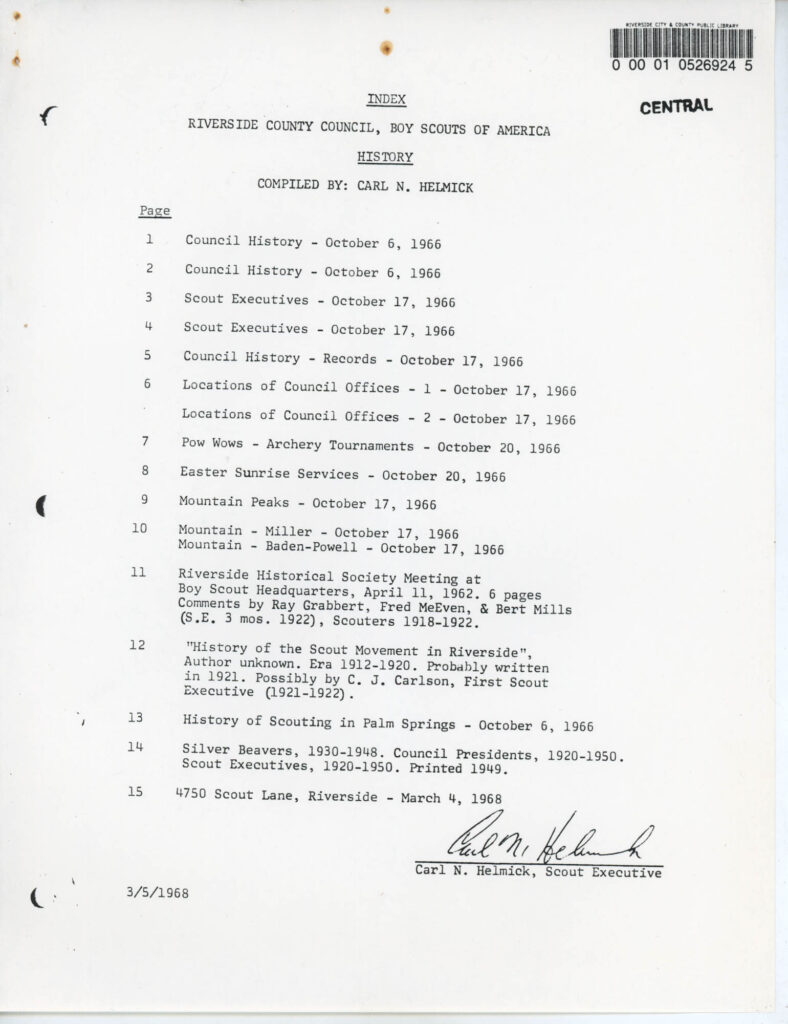 RIVERSIDE CITY & COUNTY PUBLIC LIBRARY
0 00 01 0526924 5
CENTRAL
INDEX
RIVERSIDE COUNTY COUNCIL, BOY SCOUTS OF AMERICA
HISTORY
COMPILED BY: CARL N. HELMICK
Page
1 Council History - October 6, 1966
2 Council History - October 6, 1966
3 Scout Executives - October 17, 1966
4 Scout Executives - October 17, 1966
5 Council History - Records - October 17, 1966
6 Locations of Council Offices - 1 - October 17, 1966
Locations of Council Offices - 2 - October 17, 1966
7 Pow Wows - Archery Tournaments - October 20, 1966
8 Easter Sunrise Services - October 20, 1966
9 Mountain Peaks - October 17, 1966
10 Mountain - Miller - October 17, 1966
Mountain - Baden-Powell - October 17, 1966
11 Riverside Historical Society Meeting at
Boy Scout Headquarters, April 11, 1962. 6 pages
Comments by Ray Grabbert, Fred MeEven, & Bert Mills
(S.E. 3 mos. 1922), Scouters 1918-1922.
12 "History of the Scout Movement in Riverside",
Author unknown. Era 1912-1920. Probably written
in 1921. Possibly by C. J. Carlson, First Scout
Executive (1921-1922).
13 History of Scouting in Palm Springs - October 6, 1966
14 Silver Beavers, 1930-1948. Council Presidents, 1920-1950.
Scout Executives, 1920-1950. Printed 1949.
15 4750 Scout Lane, Riverside - March 4, 1968
Carl N. Helmick
Carl N. Helmick, Scout Executive
3/5/1968